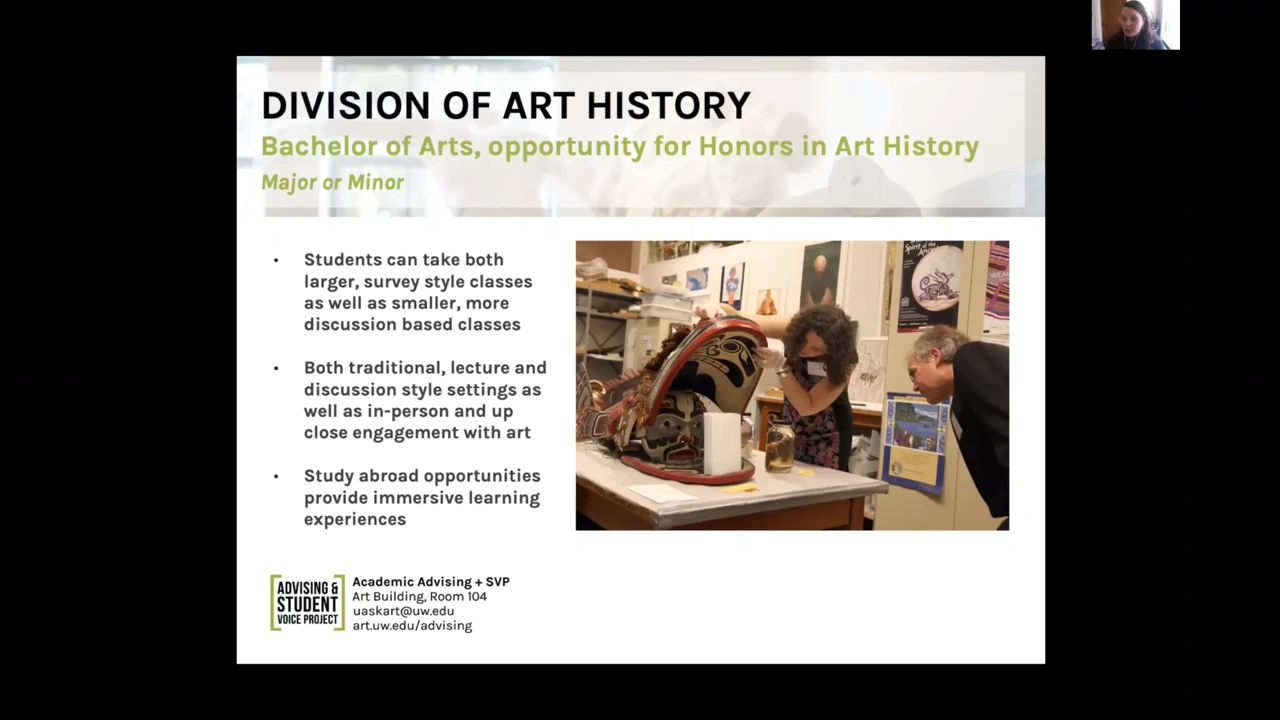 DIVISION OF ART HISTORY
Bachelor of Arts, opportunity for Honors in Art History
Major or Minor
• Students can take both
larger, survey style classes
as well as smaller, more
discussion based classes
• Both traditional, lecture and
discussion style settings as
well as in-person and up
close engagement with art
• Study abroad opportunities
provide immersive learning
experiences
Spirit of the
ADVISING &
STUDENT
VOICE PROJECT
Academic Advising + SVP
Art Building, Room 104
uaskart@uw.edu
art.uw.edu/advising